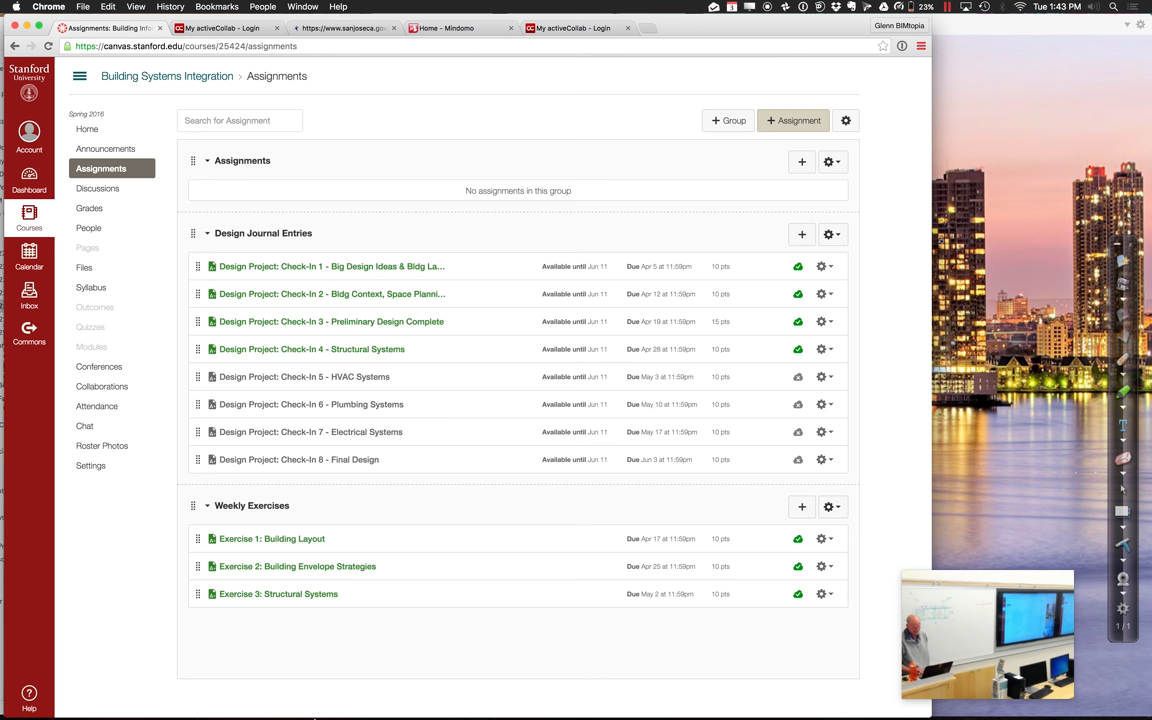 Chrome File Edit View History Bookmarks People Window Help 23% Tue 1:43 PM
Assignments: Building Info
My activeCollab - Login
https://www.sanjoseca.go
Home - Mindomo
My activeCollab - Login
Glenn BIMtopia
https://canvas.stanford.edu/courses/25424/assignments
Stanford
University
Account
Dashboard
Courses
Calendar
Inbox
Commons
Help
Building Systems Integration > Assignments
Spring 2016
Home
Announcements
Assignments
Discussions
Grades
People
Pages
Files
Syllabus
Outcomes
Quizzes
Modules
Conferences
Collaborations
Attendance
Chat
Roster Photos
Settings
Search for Assignment
+ Group
+ Assignment
Assignments
No assignments in this group
Design Journal Entries
Design Project: Check-In 1 - Big Design Ideas & Bldg La... Available until Jun 11 Due Apr 5 at 11:59pm 10 pts
Design Project: Check-In 2 - Bldg Context, Space Planni... Available until Jun 11 Due Apr 12 at 11:59pm 10 pts
Design Project: Check-In 3 - Preliminary Design Complete Available until Jun 11 Due Apr 19 at 11:59pm 15 pts
Design Project: Check-In 4 - Structural Systems Available until Jun 11 Due Apr 28 at 11:59pm 10 pts
Design Project: Check-In 5 - HVAC Systems Available until Jun 11 Due May 3 at 11:59pm 10 pts
Design Project: Check-In 6 - Plumbing Systems Available until Jun 11 Due May 10 at 11:59pm 10 pts
Design Project: Check-In 7 - Electrical Systems Available until Jun 11 Due May 17 at 11:59pm 10 pts
Design Project: Check-In 8 - Final Design Available until Jun 11 Due Jun 3 at 11:59pm 10 pts
Weekly Exercises
Exercise 1: Building Layout Due Apr 17 at 11:59pm 10 pts
Exercise 2: Building Envelope Strategies Due Apr 25 at 11:59pm 10 pts
Exercise 3: Structural Systems Due May 2 at 11:59pm 10 pts
T
1 / 1